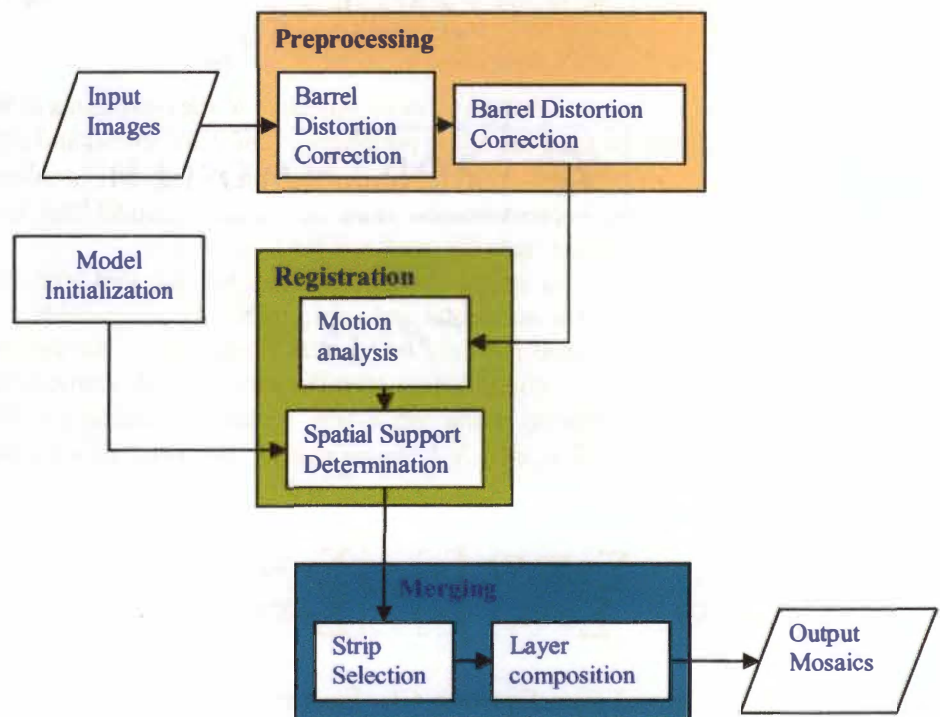 Preprocessing
Input
Images
Barrel
Distortion
Correction
Barrel Distortion
Correction
Model
Initialization
Registration
Motion
analysis
Spatial Support
Determination
Merging
Strip
Selection
Layer
composition
Output
Mosaics